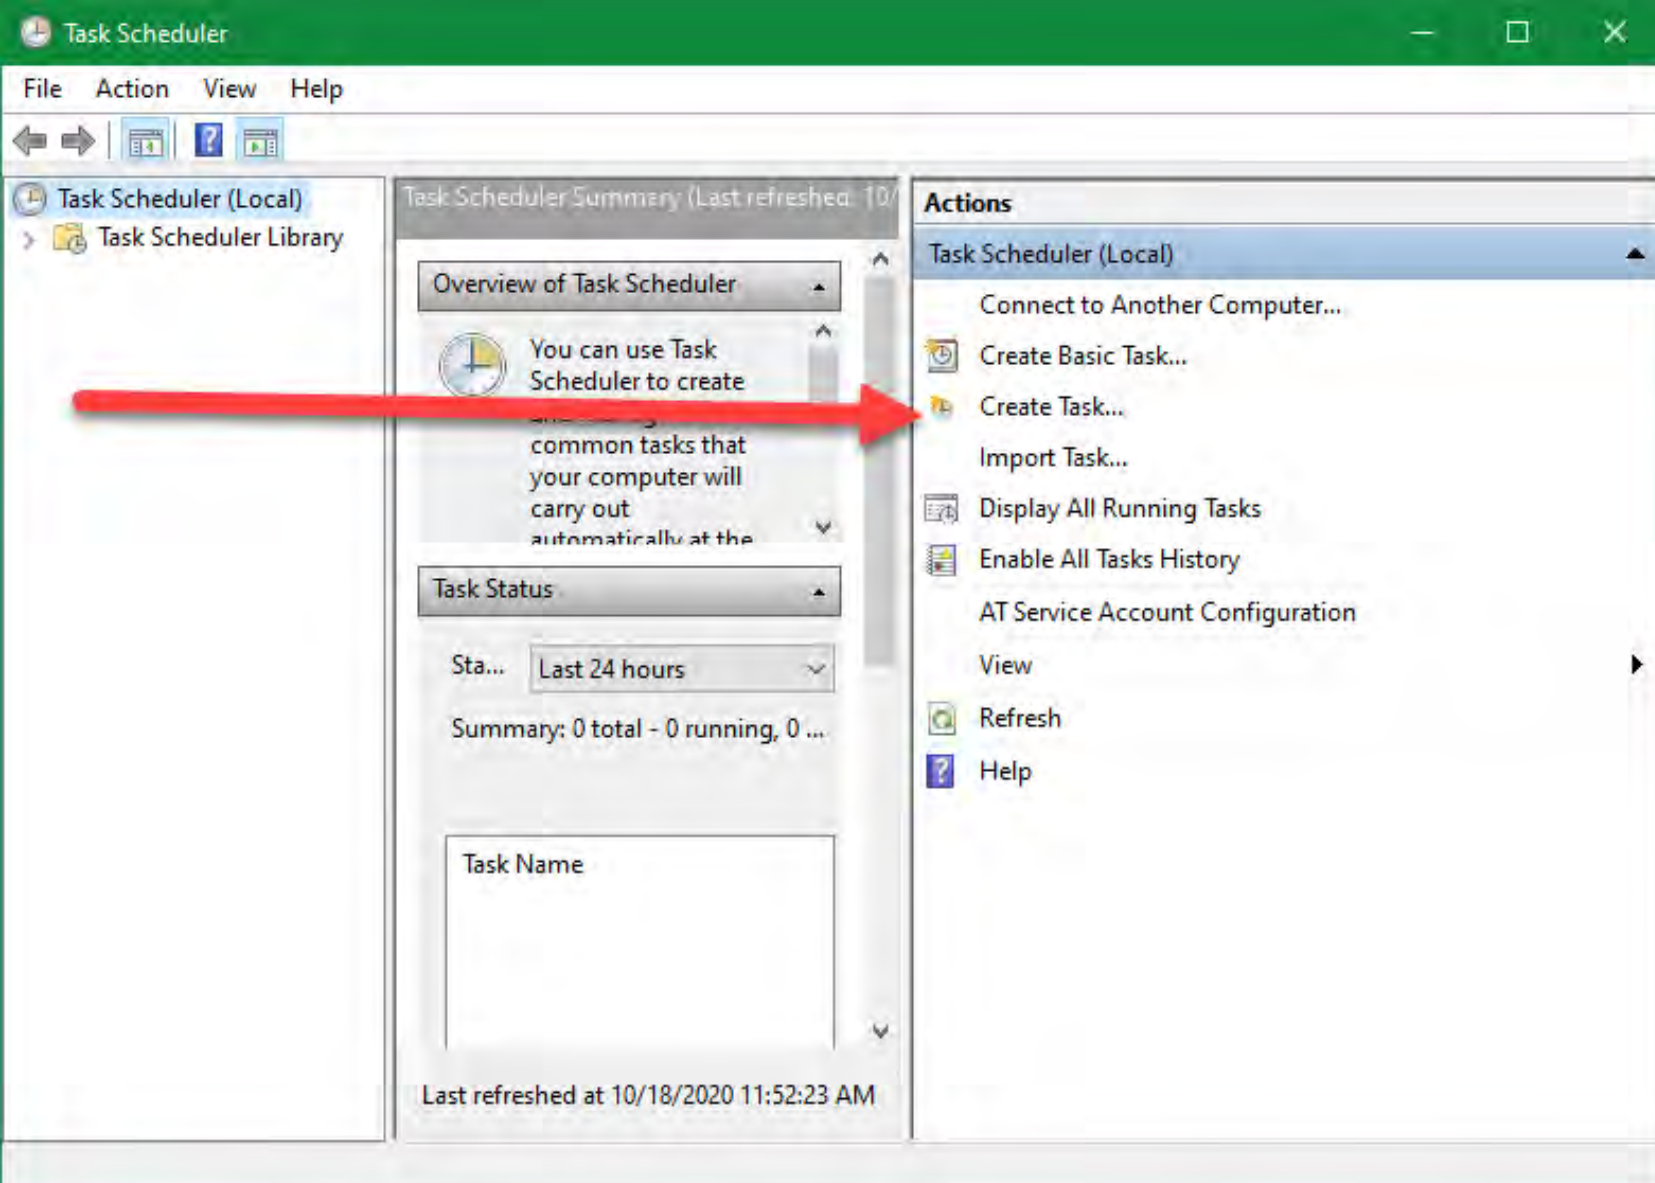 Task Scheduler
File Action View Help
Task Scheduler (Local)
Task Scheduler Library
Task Scheduler Summary (Last refreshed: 10/
Overview of Task Scheduler
You can use Task
Scheduler to create
common tasks that
your computer will
carry out
automatically at the
Task Status
Sta... Last 24 hours
Summary: 0 total - 0 running, 0 ...
Task Name
Last refreshed at 10/18/2020 11:52:23 AM
Actions
Task Scheduler (Local)
Connect to Another Computer...
Create Basic Task...
Create Task...
Import Task...
Display All Running Tasks
Enable All Tasks History
AT Service Account Configuration
View
Refresh
Help